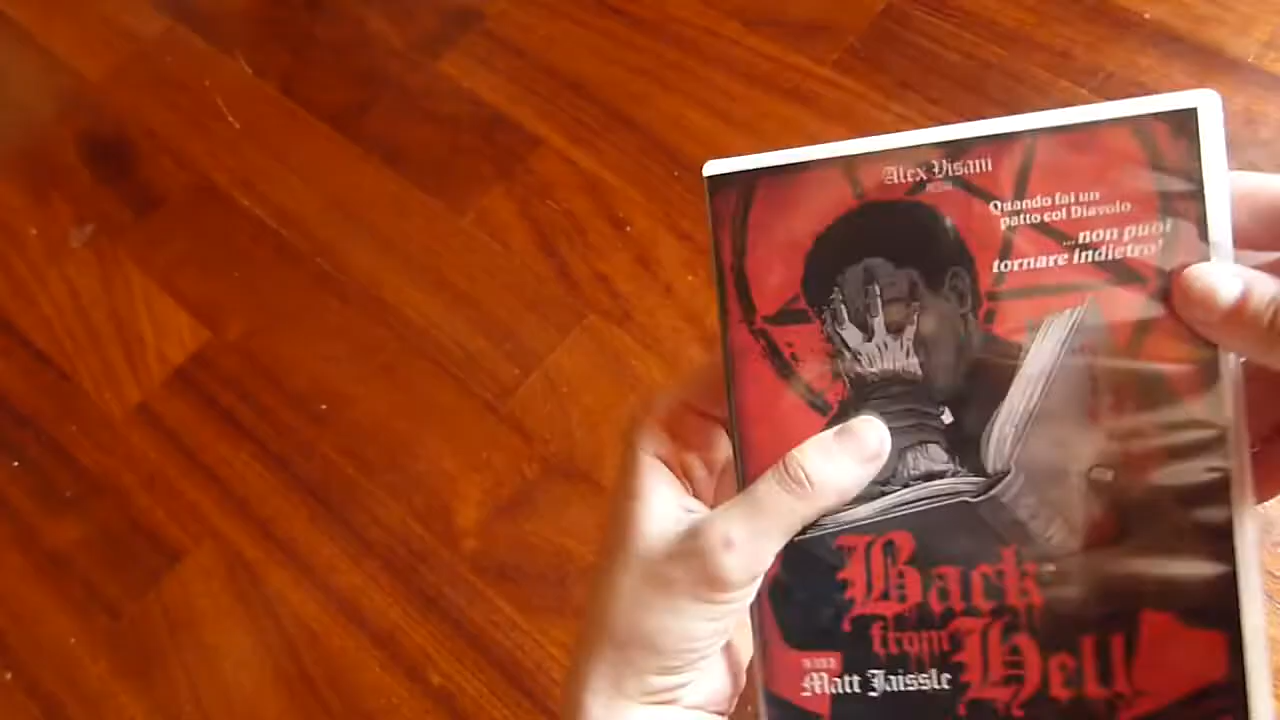 Alex Visani
Quando fai un
patto col Diavolo
...non puoi
tornare indietro!
Back
from Hell
Matt Jaissle